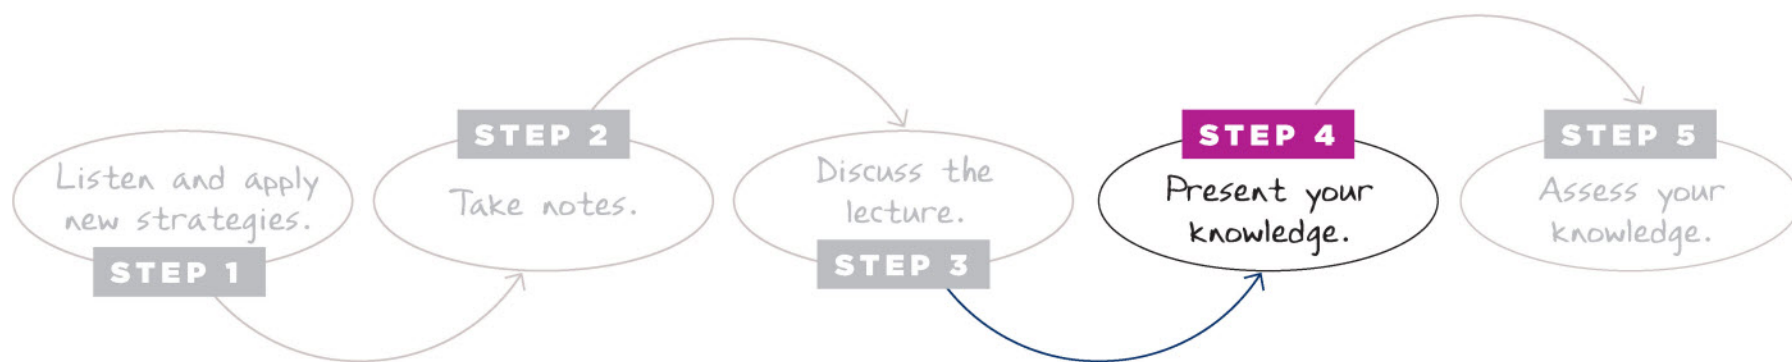 Listen and apply
new strategies.
STEP 1
STEP 2
Take notes.
Discuss the
lecture.
STEP 3
STEP 4
Present your
knowledge.
STEP 5
Assess your
knowledge.